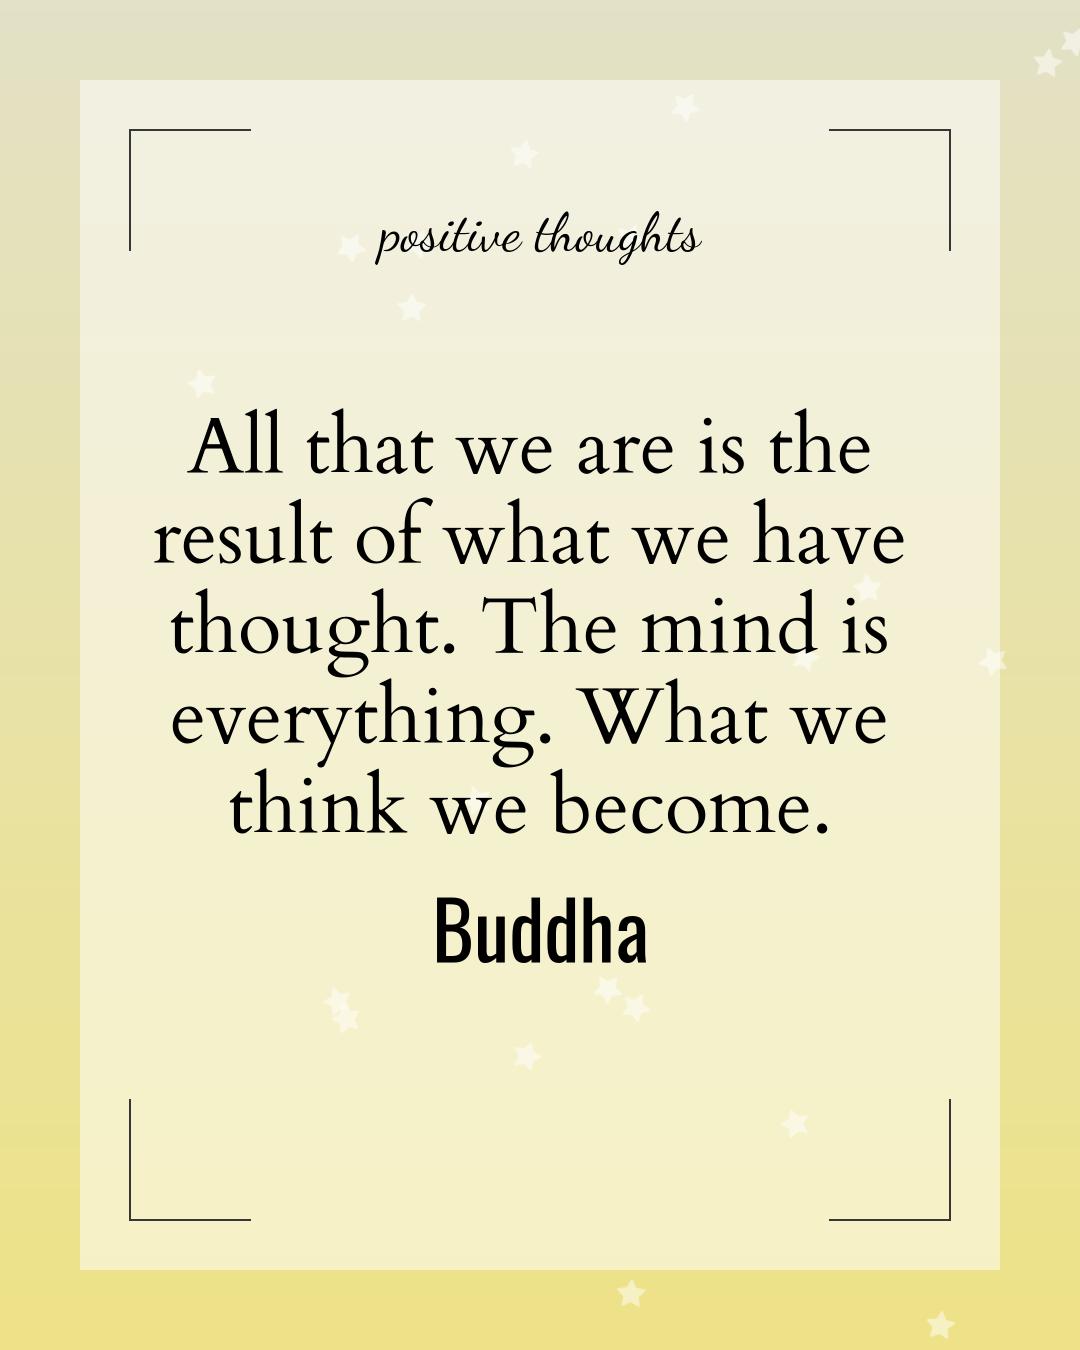 positive thoughts
All that we are is the
result of what we have
thought. The mind is
everything. What we
think we become.
Buddha